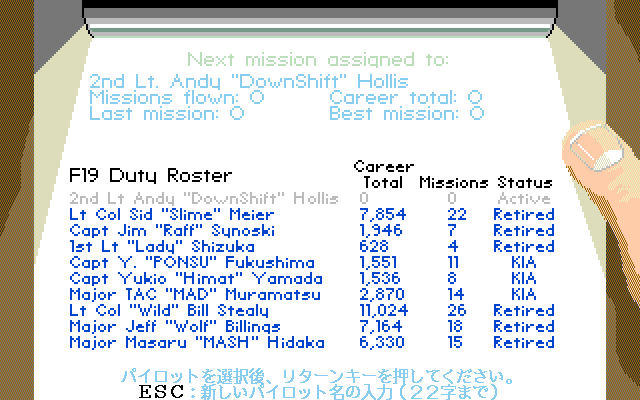 Next mission assigned to:
2nd Lt. Andy "DownShift" Hollis
Missions flown: 0 Career total: 0
Last mission: 0 Best mission: 0
F19 Duty Roster Career Total Missions Status
2nd Lt Andy "DownShift" Hollis 0 0 Active
Lt Col Sid "Slime" Meier 7,854 22 Retired
Capt Jim "Raff" Synoski 1,946 7 Retired
1st Lt "Lady" Shizuka 628 4 Retired
Capt Y. "PONSU" Fukushima 1,551 11 KIA
Capt Yukio "Himat" Yamada 1,536 8 KIA
Major TAC "MAD" Muramatsu 2,870 14 KIA
Lt Col "Wild" Bill Stealy 11,024 26 Retired
Major Jeff "Wolf" Billings 7,164 18 Retired
Major Masaru "MASH" Hidaka 6,330 15 Retired
パイロットを選択後、リターンキーを押してください。
ESC：新しいパイロット名の入力（２２字まで）